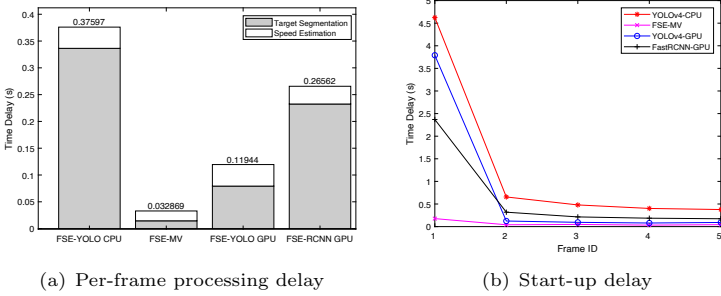 0.4
0.35
0.3
0.25
0.2
0.15
0.1
0.05
0
Time Delay (s)
0.37597
0.032869
0.11944
0.26562
Target Segmentation
Speed Estimation
FSE-YOLO CPU
FSE-MV
FSE-YOLO GPU
FSE-RCNN GPU
(a) Per-frame processing delay
5
4.5
4
3.5
3
2.5
2
1.5
1
0.5
0
Time Delay (s)
YOLOv4-CPU
FSE-MV
YOLOv4-GPU
FastRCNN-GPU
1
2
3
4
5
Frame ID
(b) Start-up delay